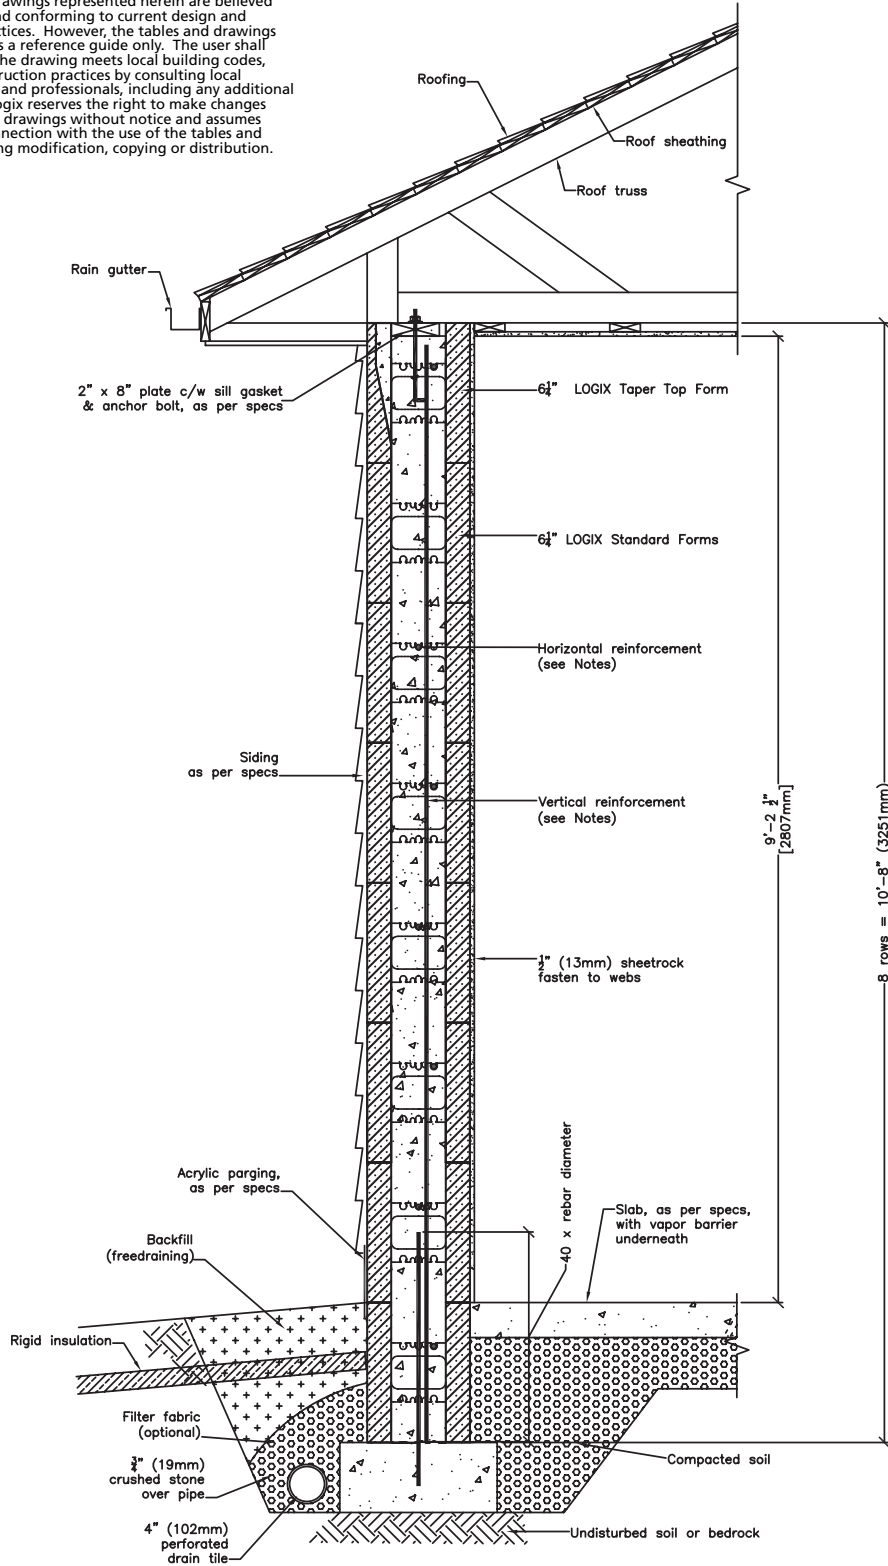 awings represented herein are believed
nd conforming to current design and
tices. However, the tables and drawings
s a reference guide only. The user shall
he drawing meets local building codes,
ruction practices by consulting local
and professionals, including any additional
ogix reserves the right to make changes
drawings without notice and assumes
nnection with the use of the tables and
ng modification, copying or distribution.
Roofing
Roof sheathing
Roof truss
Rain gutter
2" x 8" plate c/w sill gasket
& anchor bolt, as per specs
6¼" LOGIX Taper Top Form
6¼" LOGIX Standard Forms
Horizontal reinforcement
(see Notes)
Siding
as per specs
Vertical reinforcement
(see Notes)
9'-2 ½"
[2807mm]
8 rows = 10'-8" (3251mm)
½" (13mm) sheetrock
fasten to webs
Acrylic parging,
as per specs
40 x rebar diameter
Slab, as per specs,
with vapor barrier
underneath
Backfill
(freedraining)
Rigid insulation
Filter fabric
(optional)
¾" (19mm)
crushed stone
over pipe
Compacted soil
4" (102mm)
perforated
drain tile
Undisturbed soil or bedrock